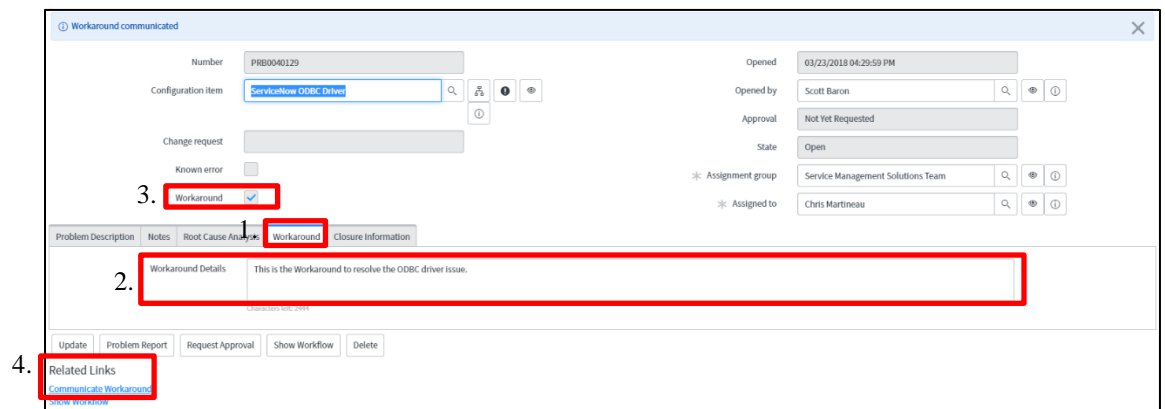 Workaround communicated
Number PRB0040129 Opened 03/23/2018 04:29:59 PM
Configuration item ServiceNow ODBC Driver Opened by Scott Baron
Approval Not Yet Requested
Change request State Open
Known error Assignment group Service Management Solutions Team
3. Workaround Assigned to Chris Martineau
Problem Description Notes Root Cause Analysis 1. Workaround Closure Information
2. Workaround Details This is the Workaround to resolve the ODBC driver issue.
Characters left: 2444
Update Problem Report Request Approval Show Workflow Delete
4. Related Links
Communicate Workaround
Show Workflow